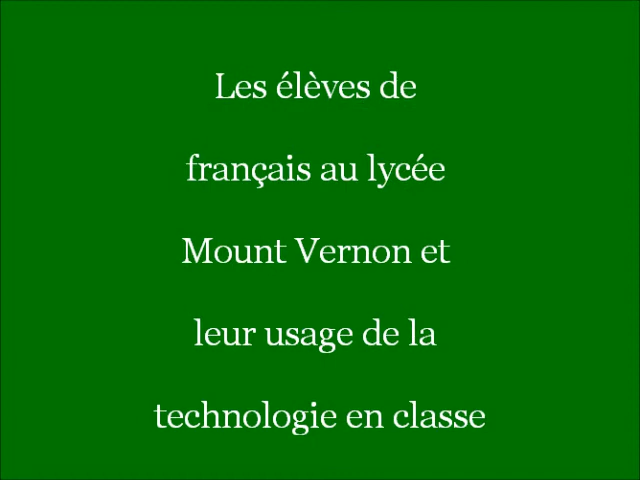 Les élèves de
français au lycée
Mount Vernon et
leur usage de la
technologie en classe